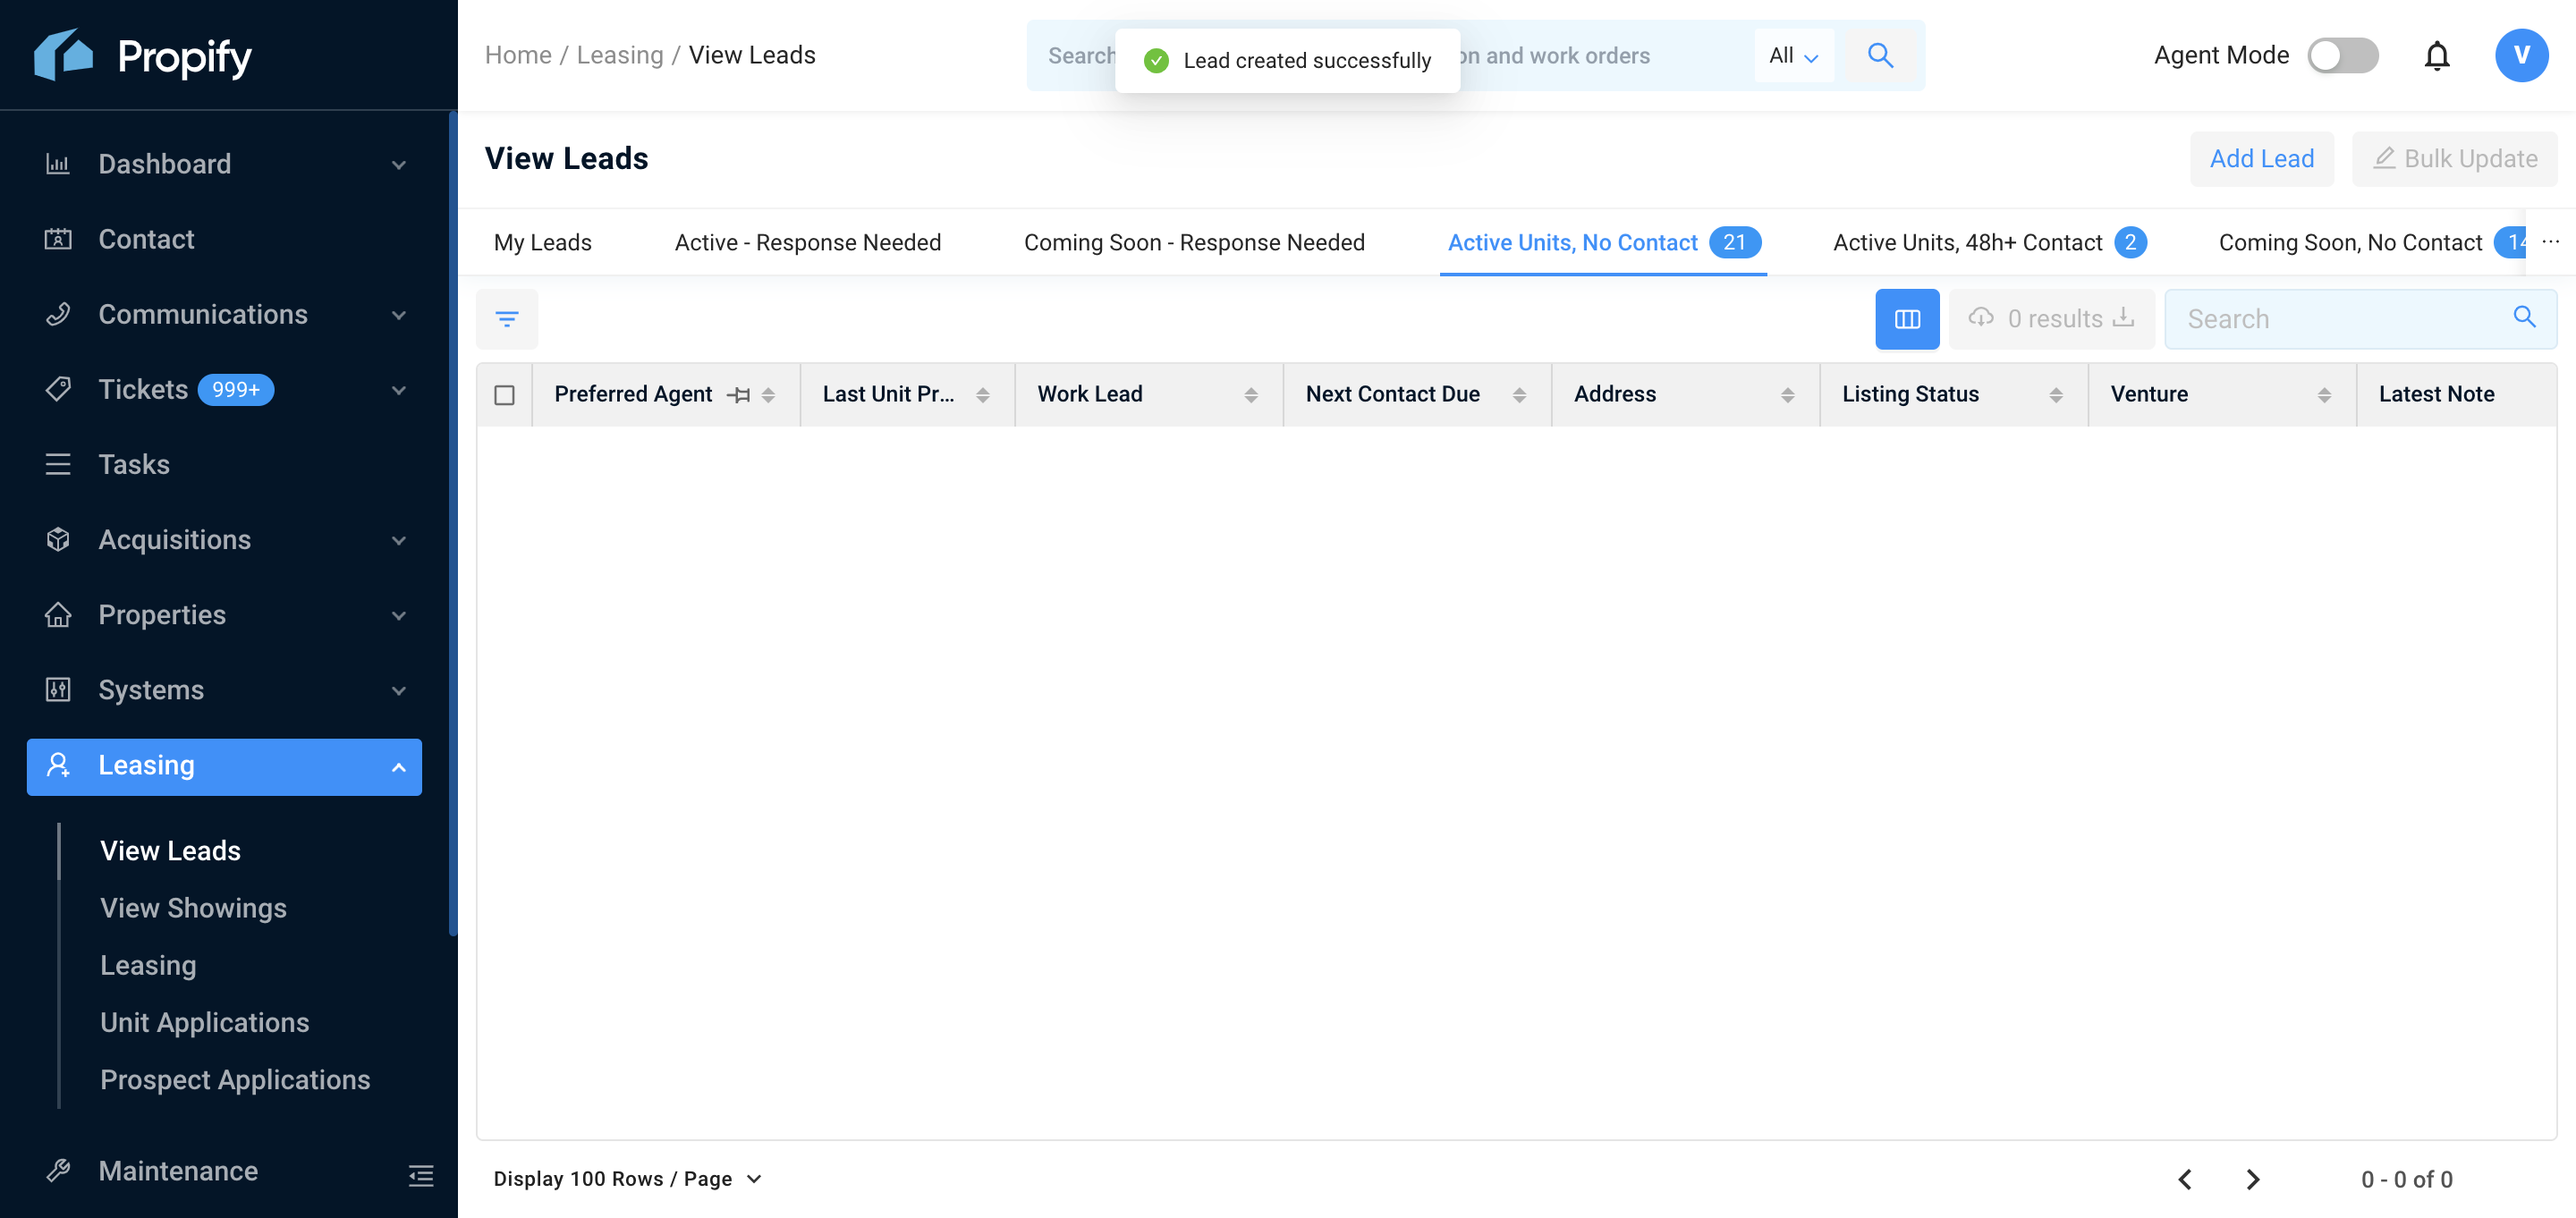 Propify
Home / Leasing / View Leads
Search
on and work orders
All
Lead created successfully
Agent Mode
V
Dashboard
Contact
Communications
Tickets 999+
Tasks
Acquisitions
Properties
Systems
Leasing
View Leads
View Showings
Leasing
Unit Applications
Prospect Applications
Maintenance
View Leads
Add Lead
Bulk Update
My Leads
Active - Response Needed
Coming Soon - Response Needed
Active Units, No Contact 21
Active Units, 48h+ Contact 2
Coming Soon, No Contact
...
0 results
Search
Preferred Agent
Last Unit Pr...
Work Lead
Next Contact Due
Address
Listing Status
Venture
Latest Note
Display 100 Rows / Page
0 - 0 of 0